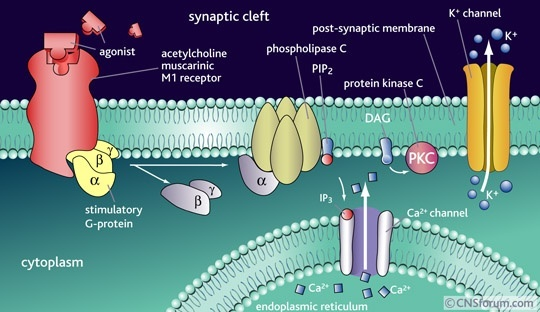 synaptic cleft
K⁺ channel
agonist
post-synaptic membrane
K⁺
acetylcholine
muscarinic
M1 receptor
phospholipase C
PIP₂
protein kinase C
DAG
β
γ
α
PKC
α
β
γ
stimulatory
G-protein
IP₃
K⁺
Ca²⁺ channel
cytoplasm
Ca²⁺
Ca²⁺
endoplasmic reticulum
© CNSforum.com